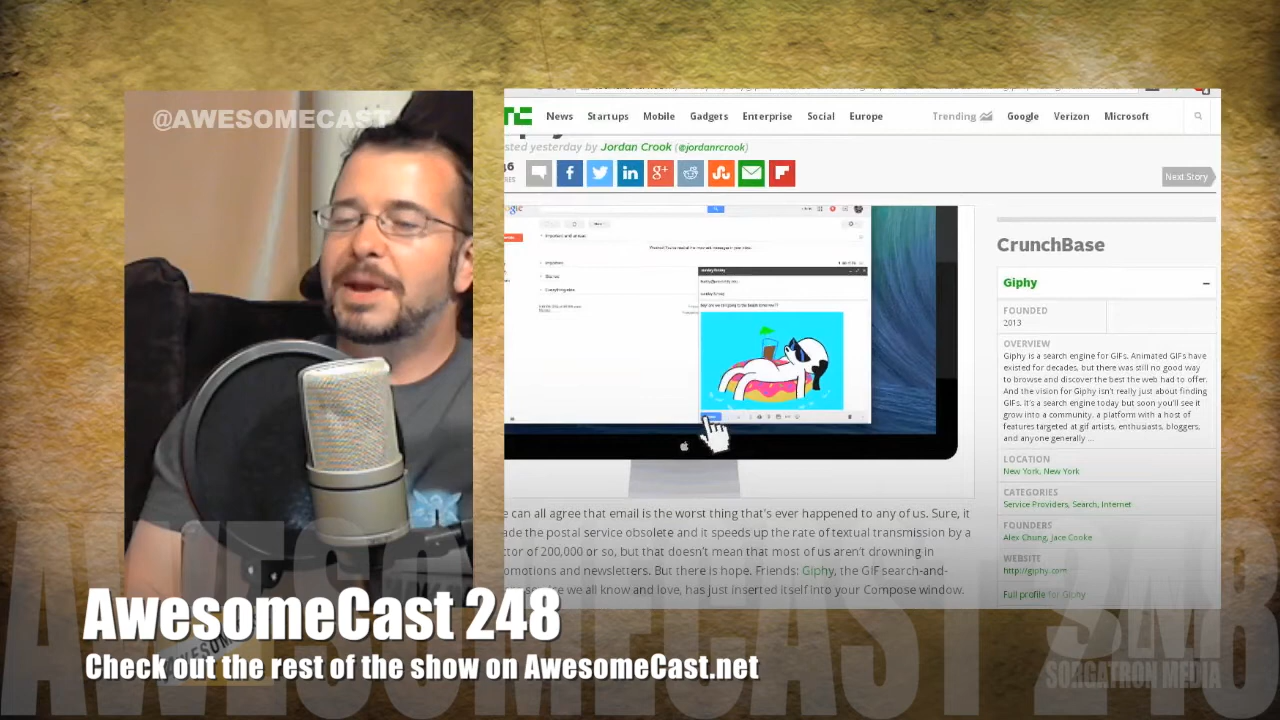 @AWESOMECAST
TC News Startups Mobile Gadgets Enterprise Social Europe Trending Google Verizon Microsoft
sted yesterday by Jordan Crook (@jordanrcrook)
Next Story
CrunchBase
Giphy
FOUNDED
2013
OVERVIEW
Giphy is a search engine for GIFs. Animated GIFs have
existed for decades, but there was still no good way
to browse and discover the best the web had to offer.
And the vision for Giphy isn't really just about finding
GIFs. It's a search engine today but soon you'll see it
grow into a community, a platform with a host of
features targeted at gif artists, enthusiasts, bloggers,
and anyone generally ...
LOCATION
New York, New York
CATEGORIES
Service Providers, Search, Internet
FOUNDERS
Alex Chung, Jace Cooke
WEBSITE
http://giphy.com
Full profile for Giphy
e can all agree that email is the worst thing that's ever happened to any of us. Sure, it
ade the postal service obsolete and it speeds up the rate of textual transmission by a
ctor of 200,000 or so, but that doesn't mean that most of us aren't drowning in
omotions and newsletters. But there is hope. Friends: Giphy, the GIF search-and-
we all know and love, has just inserted itself into your Compose window.
AWESOMECAST 248
AwesomeCast 248
Check out the rest of the show on AwesomeCast.net
SORGATRON MEDIA